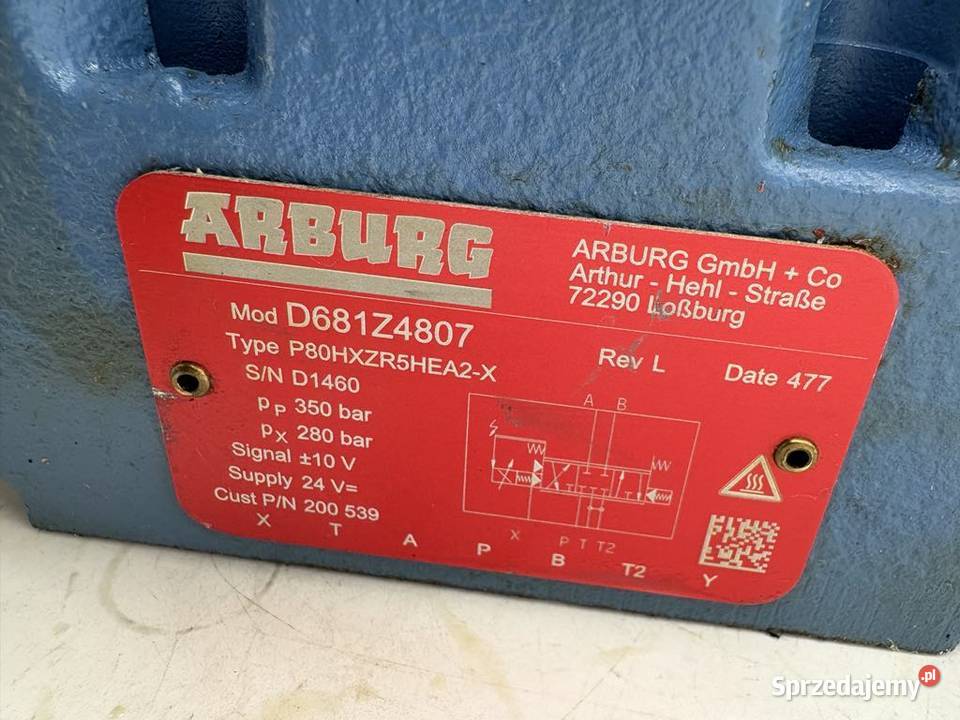 ARBURG
ARBURG GmbH + Co
Arthur - Hehl - Straße
72290 Loßburg
Mod D681Z4807
Type P80HXZR5HEA2-X
Rev L
Date 477
S/N D1460
pP 350 bar
pX 280 bar
Signal ±10 V
Supply 24 V=
Cust P/N 200 539
A B
X P T T2
X T A P B T2 Y
Sprzedajemy.pl